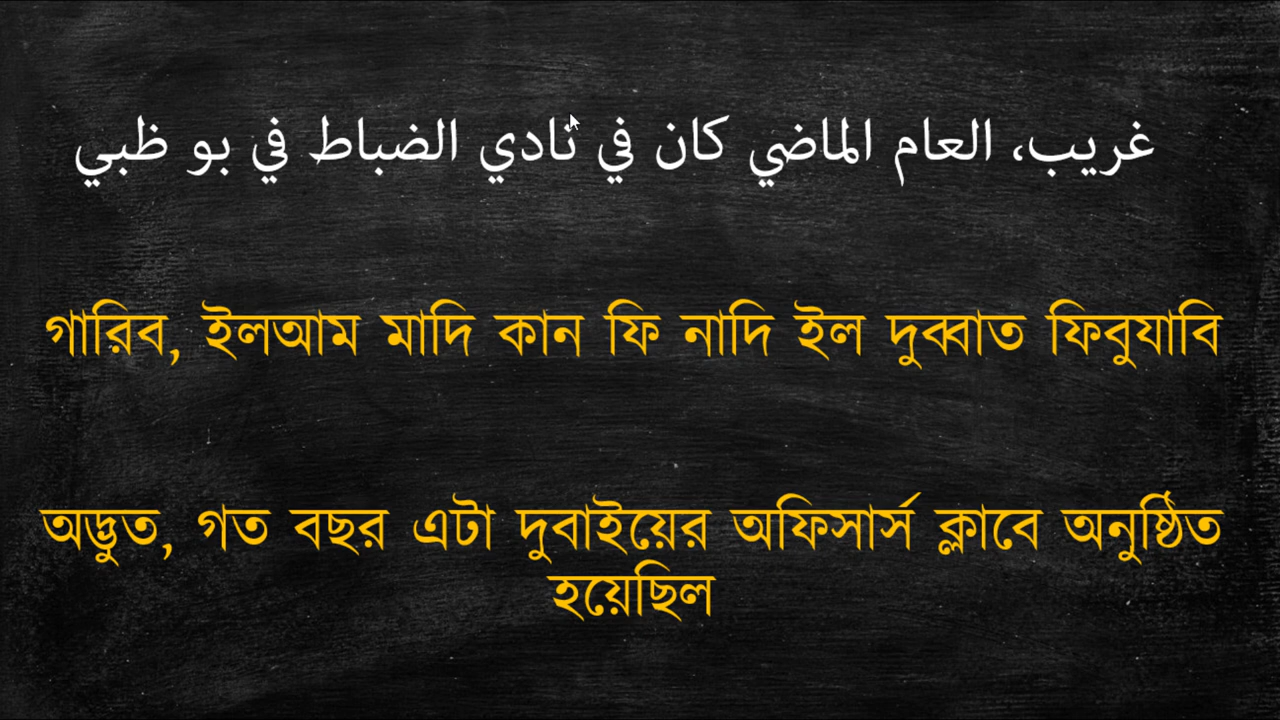 غريب، العام الماضي كان في نادي الضباط في بو ظبي
গারিব, ইলআম মাদি কান ফি নাদি ইল দুব্বাত ফিবুযাবি
অদ্ভুত, গত বছর এটা দুবাইয়ের অফিসার্স ক্লাবে অনুষ্ঠিত
হয়েছিল